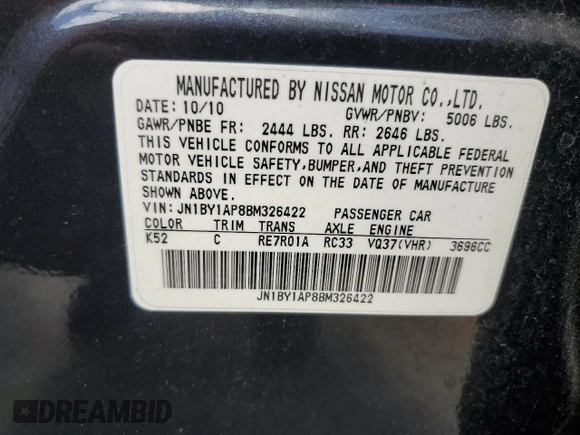 MANUFACTURED BY NISSAN MOTOR CO.,LTD.
DATE: 10/10 GVWR/PNBV: 5006 LBS.
GAWR/PNBE FR: 2444 LBS. RR: 2646 LBS.
THIS VEHICLE CONFORMS TO ALL APPLICABLE FEDERAL
MOTOR VEHICLE SAFETY,BUMPER,AND THEFT PREVENTION
STANDARDS IN EFFECT ON THE DATE OF MANUFACTURE
SHOWN ABOVE.
VIN: JN1BY1AP8BM326422 PASSENGER CAR
COLOR TRIM TRANS AXLE ENGINE
K52 C RE7R01A RC33 VQ37(VHR) 3696CC
JN1BY1AP8BM326422
DREAMBID